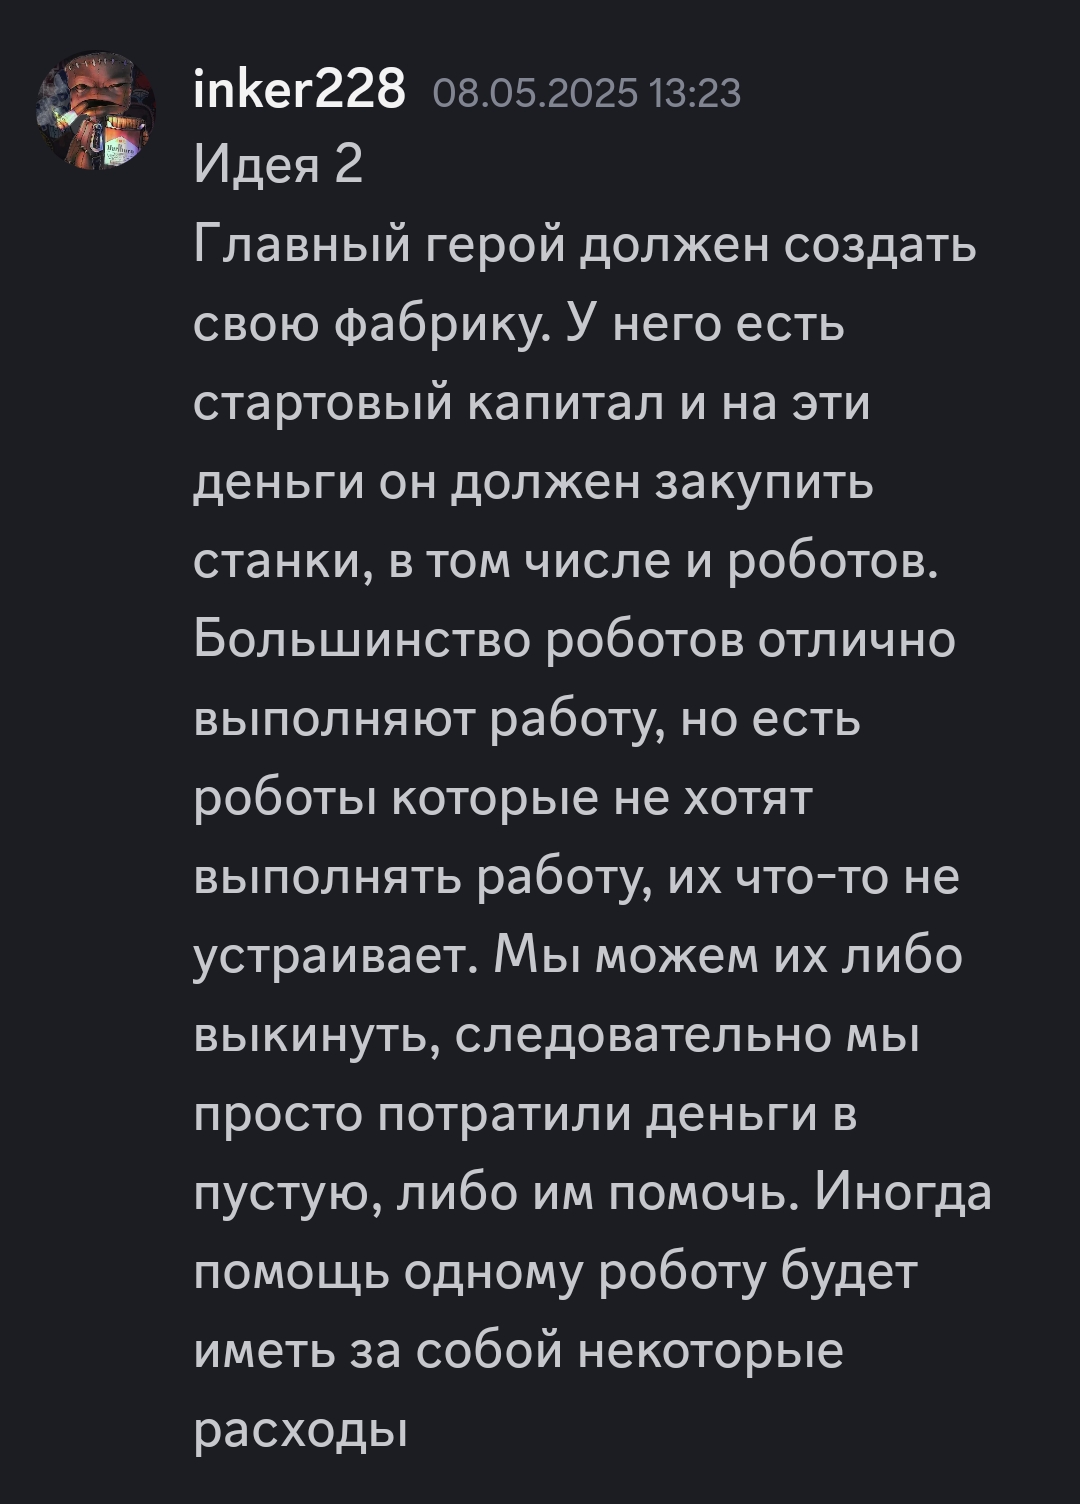 inker228 08.05.2025 13:23
Идея 2
Главный герой должен создать
свою фабрику. У него есть
стартовый капитал и на эти
деньги он должен закупить
станки, в том числе и роботов.
Большинство роботов отлично
выполняют работу, но есть
роботы которые не хотят
выполнять работу, их что-то не
устраивает. Мы можем их либо
выкинуть, следовательно мы
просто потратили деньги в
пустую, либо им помочь. Иногда
помощь одному роботу будет
иметь за собой некоторые
расходы